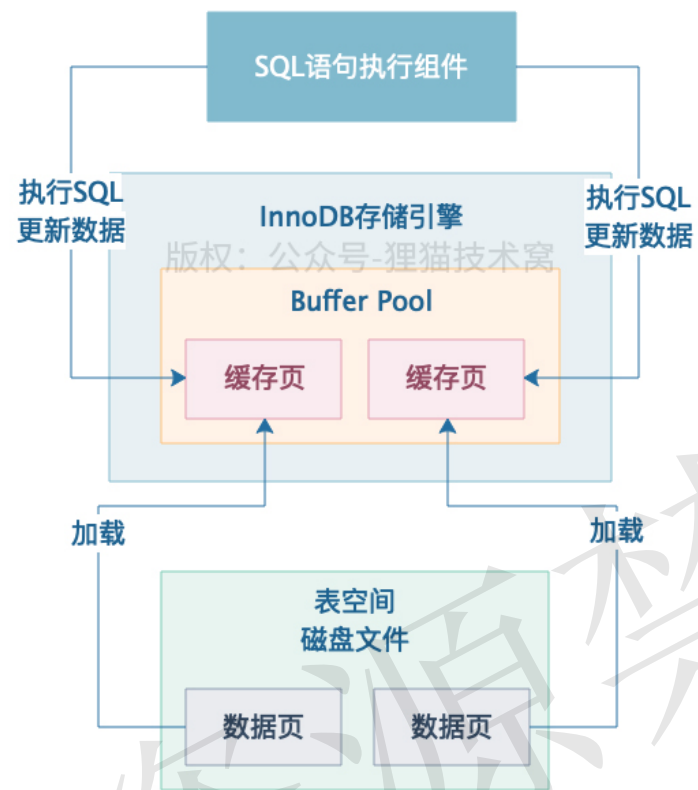 SQL语句执行组件
执行SQL
更新数据
执行SQL
更新数据
InnoDB存储引擎
版权：公众号-狸猫技术窝
Buffer Pool
缓存页
缓存页
加载
加载
表空间
磁盘文件
数据页
数据页
源禁